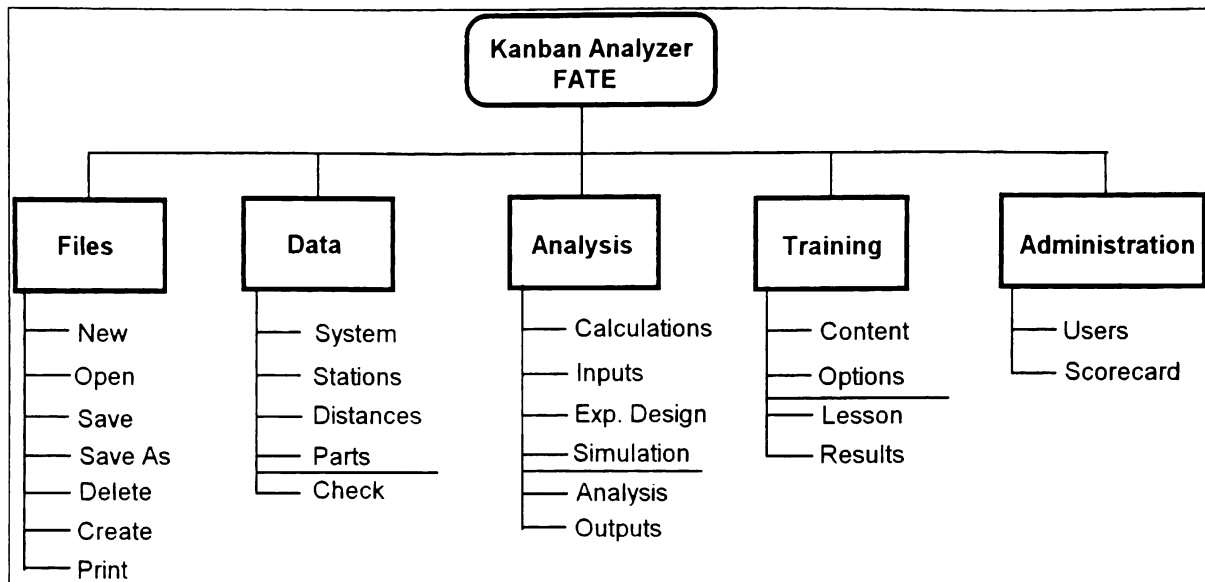 Kanban Analyzer
FATE
Files
Data
Analysis
Training
Administration
New
Open
Save
Save As
Delete
Create
Print
System
Stations
Distances
Parts
Check
Calculations
Inputs
Exp. Design
Simulation
Analysis
Outputs
Content
Options
Lesson
Results
Users
Scorecard